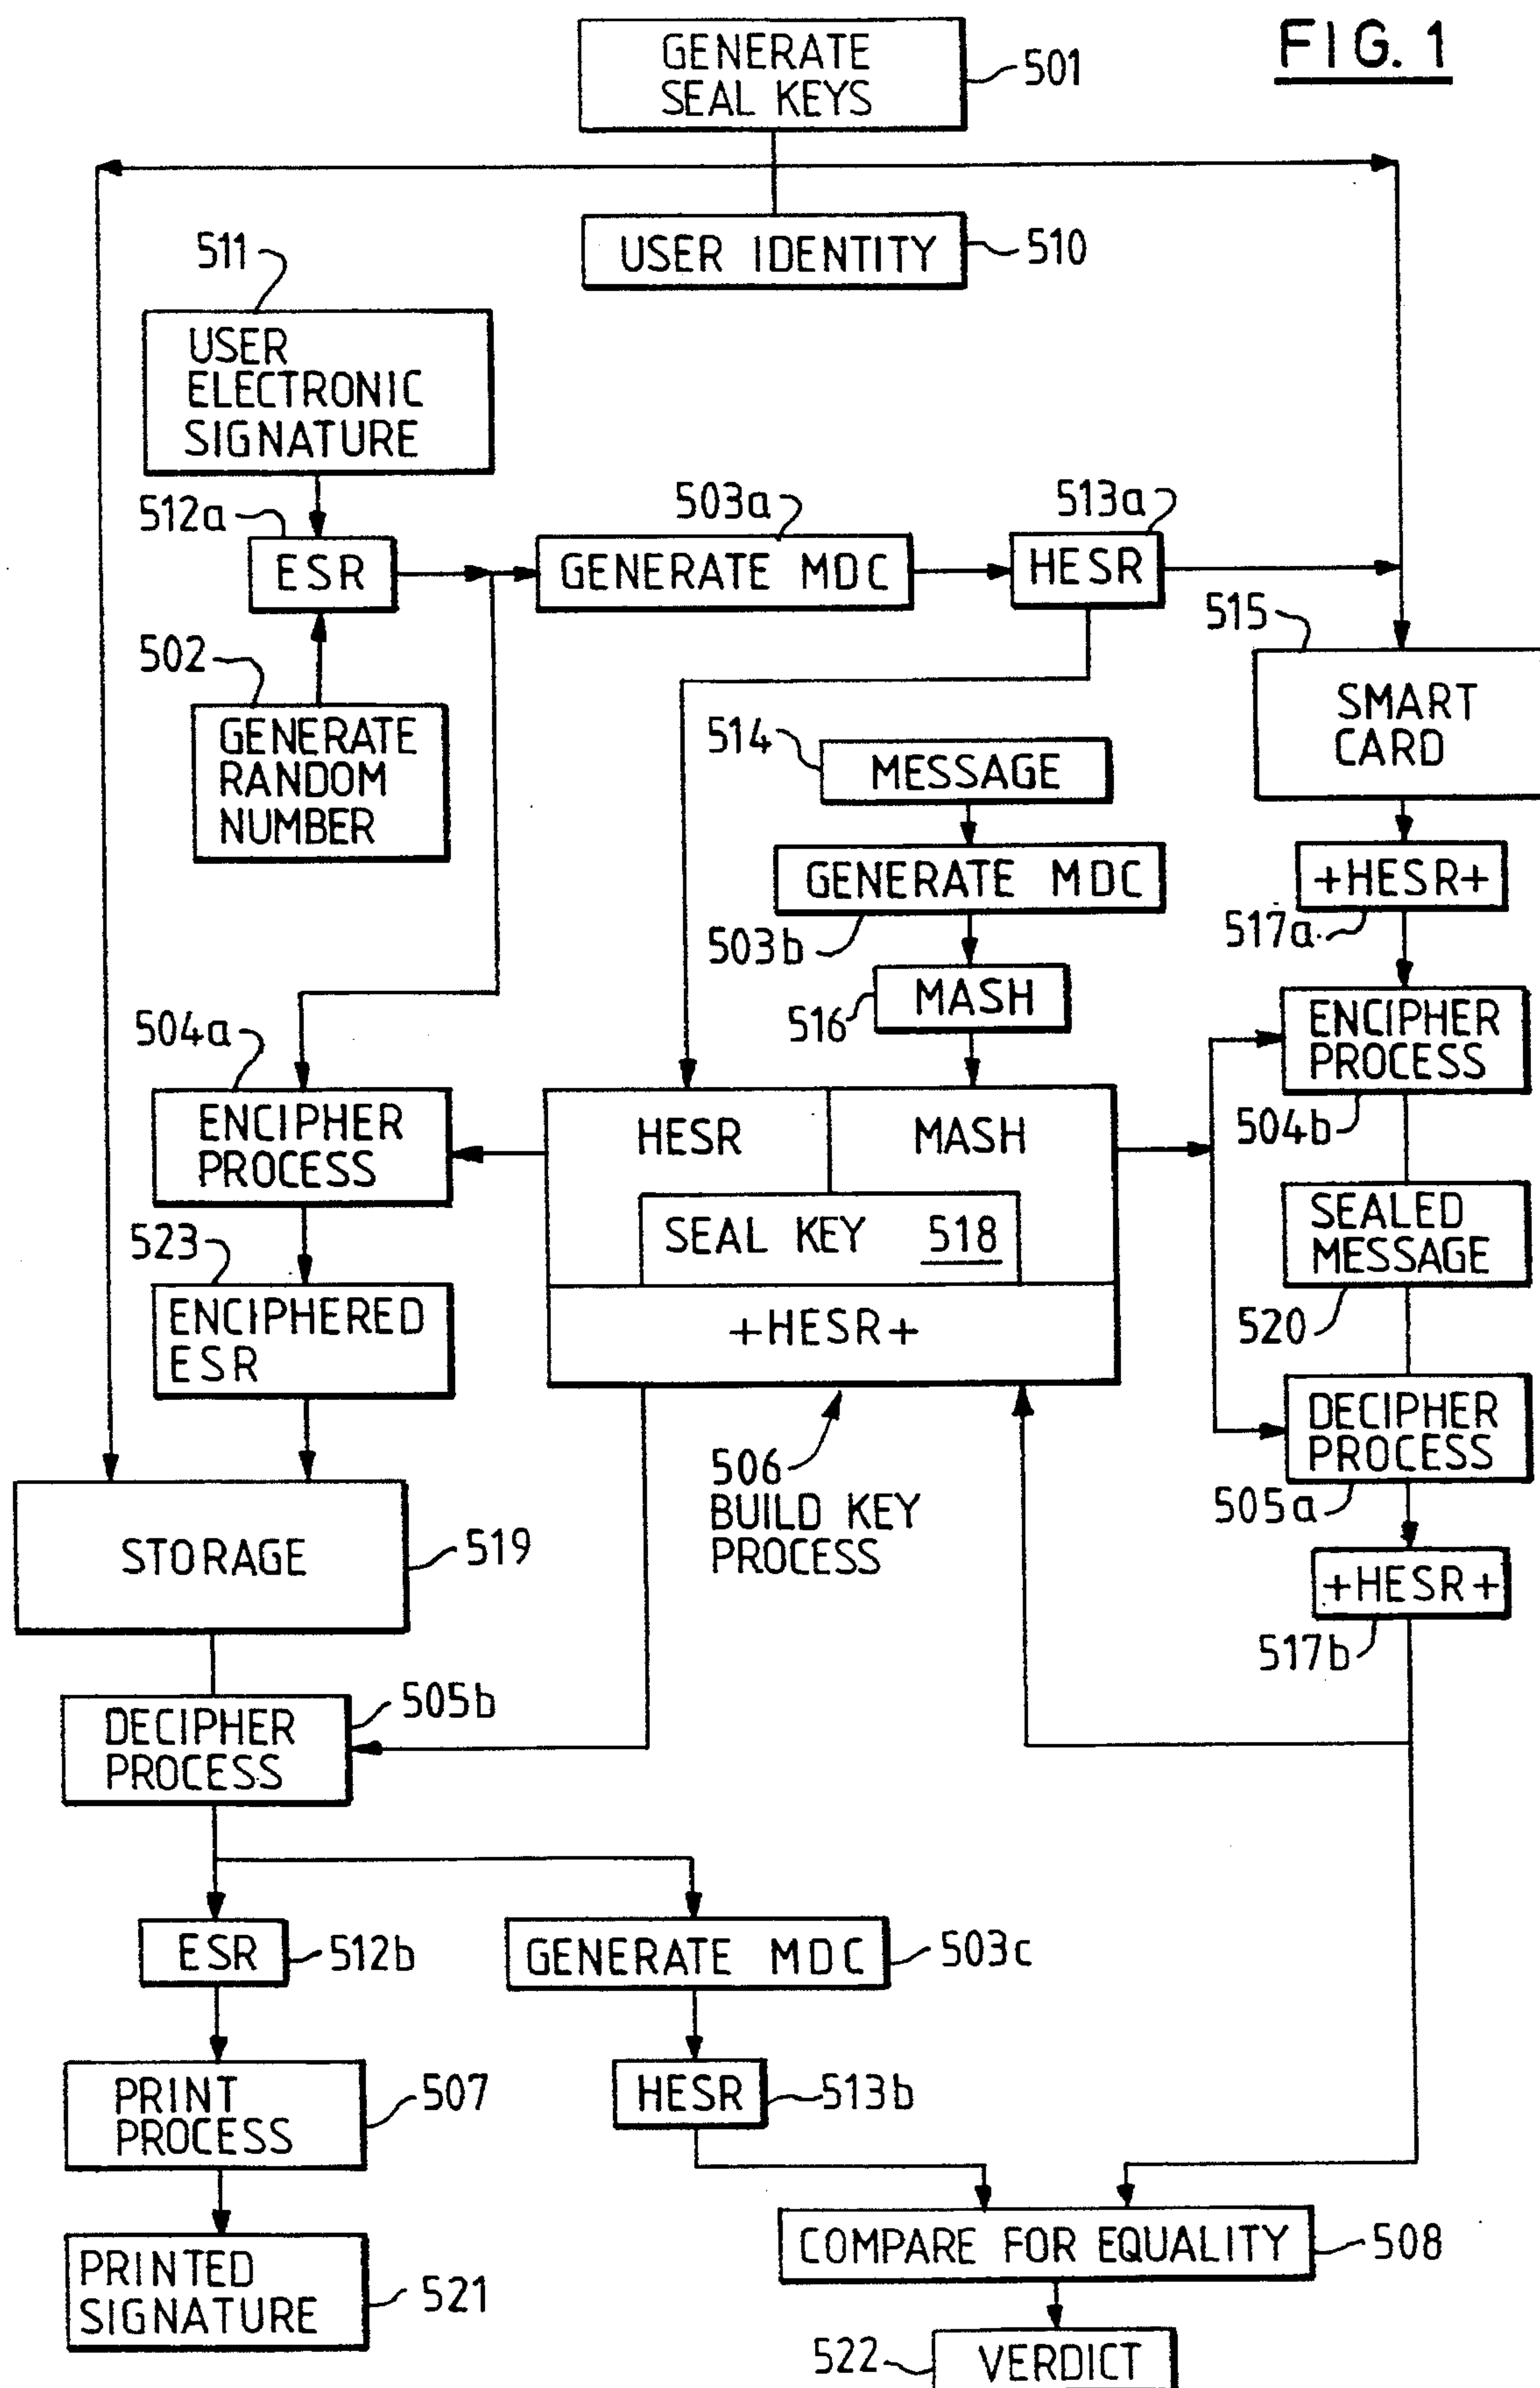 FIG. 1
GENERATE
SEAL KEYS
501
USER IDENTITY
510
511
USER
ELECTRONIC
SIGNATURE
512a
ESR
503a
GENERATE MDC
513a
HESR
502
GENERATE
RANDOM
NUMBER
515
SMART
CARD
514
MESSAGE
GENERATE MDC
503b
+HESR+
517a
516
MASH
504a
ENCIPHER
PROCESS
HESR
MASH
SEAL KEY 518
+HESR+
ENCIPHER
PROCESS
504b
523
ENCIPHERED
ESR
SEALED
MESSAGE
520
506
BUILD KEY
PROCESS
DECIPHER
PROCESS
505a
STORAGE
519
+HESR+
517b
DECIPHER
PROCESS
505b
ESR
512b
GENERATE MDC
503c
PRINT
PROCESS
507
HESR
513b
PRINTED
SIGNATURE
521
COMPARE FOR EQUALITY
508
522
VERDICT